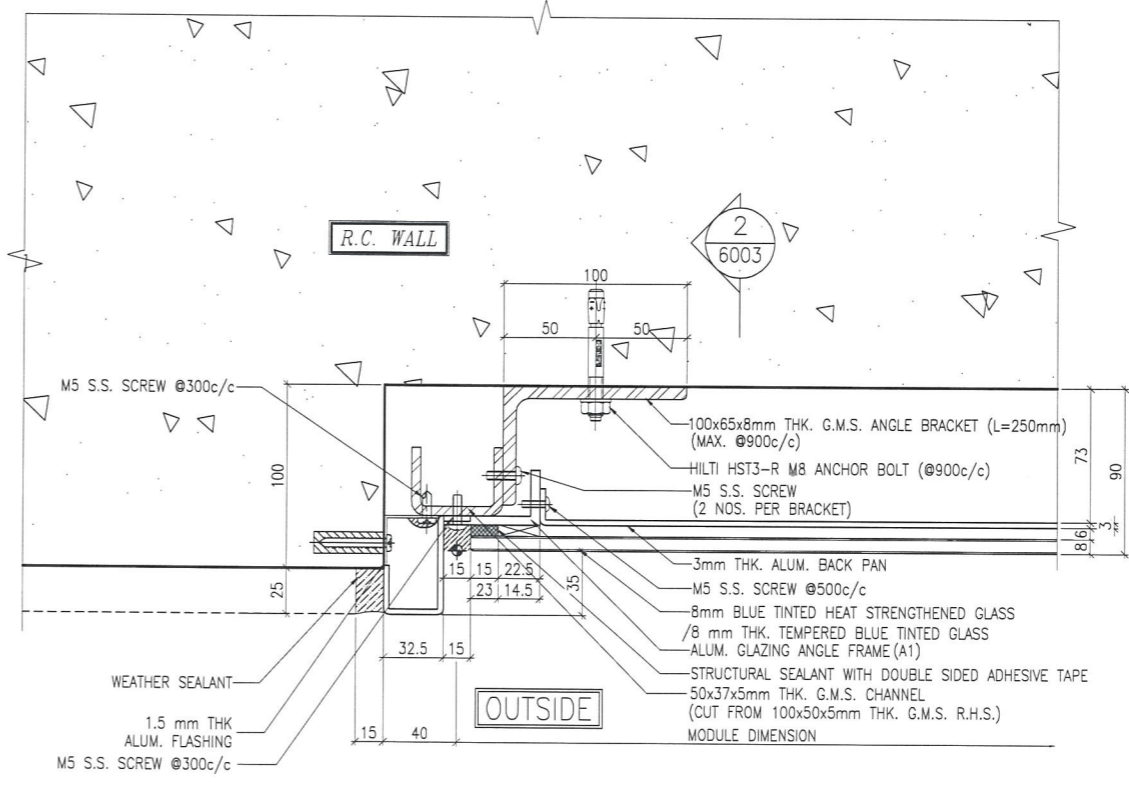 R.C. WALL
2
6003
100
50
50
M5 S.S. SCREW @300c/c
100x65x8mm THK. G.M.S. ANGLE BRACKET (L=250mm)
(MAX. @900c/c)
HILTI HST3-R M8 ANCHOR BOLT (@900c/c)
M5 S.S. SCREW
(2 NOS. PER BRACKET)
100
73
90
3
6
8
3mm THK. ALUM. BACK PAN
M5 S.S. SCREW @500c/c
15
15
22.5
23
14.5
35
25
8mm BLUE TINTED HEAT STRENGTHENED GLASS
/8 mm THK. TEMPERED BLUE TINTED GLASS
ALUM. GLAZING ANGLE FRAME(A1)
32.5
15
STRUCTURAL SEALANT WITH DOUBLE SIDED ADHESIVE TAPE
WEATHER SEALANT
50x37x5mm THK. G.M.S. CHANNEL
(CUT FROM 100x50x5mm THK. G.M.S. R.H.S.)
OUTSIDE
1.5 mm THK
ALUM. FLASHING
15
40
MODULE DIMENSION
M5 S.S. SCREW @300c/c